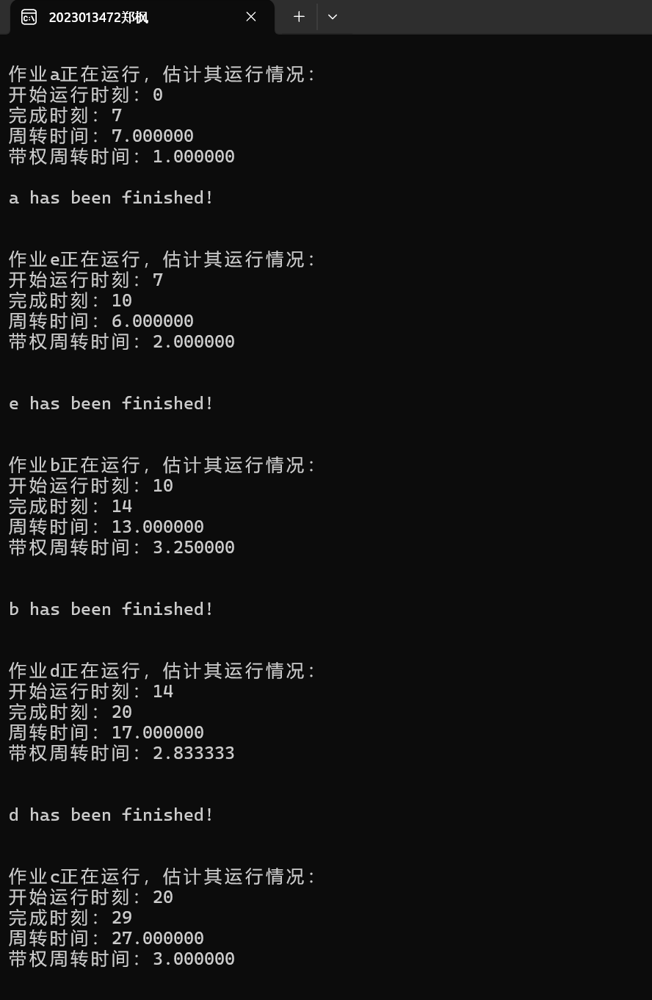 2023013472郑枫
作业a正在运行，估计其运行情况：
开始运行时刻：0
完成时刻：7
周转时间：7.000000
带权周转时间：1.000000
a has been finished!
作业e正在运行，估计其运行情况：
开始运行时刻：7
完成时刻：10
周转时间：6.000000
带权周转时间：2.000000
e has been finished!
作业b正在运行，估计其运行情况：
开始运行时刻：10
完成时刻：14
周转时间：13.000000
带权周转时间：3.250000
b has been finished!
作业d正在运行，估计其运行情况：
开始运行时刻：14
完成时刻：20
周转时间：17.000000
带权周转时间：2.833333
d has been finished!
作业c正在运行，估计其运行情况：
开始运行时刻：20
完成时刻：29
周转时间：27.000000
带权周转时间：3.000000